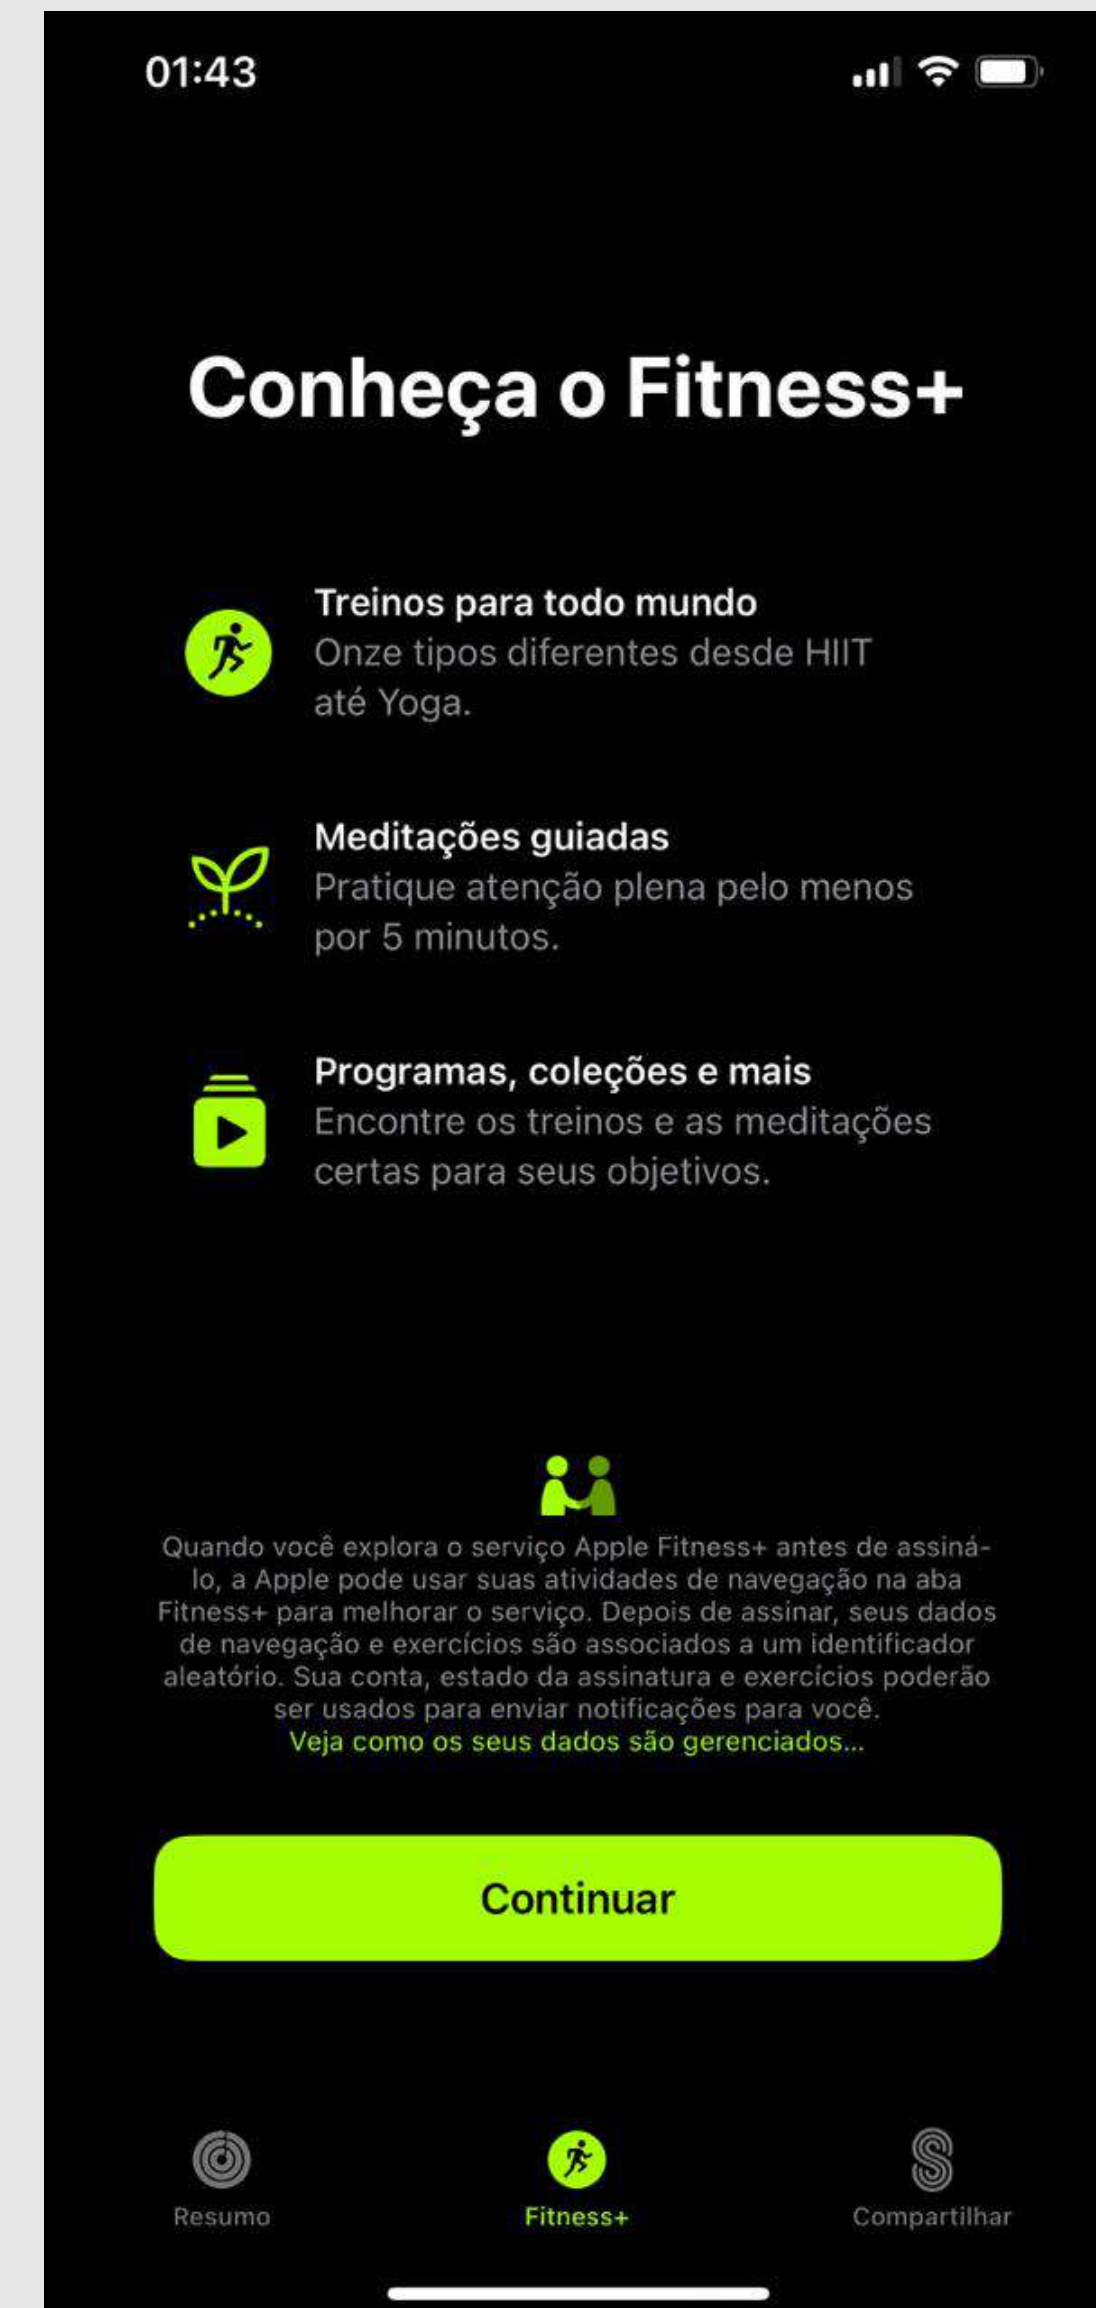 01:43
Conheça o Fitness+
Treinos para todo mundo
Onze tipos diferentes desde HIIT
até Yoga.
Meditações guiadas
Pratique atenção plena pelo menos
por 5 minutos.
Programas, coleções e mais
Encontre os treinos e as meditações
certas para seus objetivos.
Quando você explora o serviço Apple Fitness+ antes de assiná-
lo, a Apple pode usar suas atividades de navegação na aba
Fitness+ para melhorar o serviço. Depois de assinar, seus dados
de navegação e exercícios são associados a um identificador
aleatório. Sua conta, estado da assinatura e exercícios poderão
ser usados para enviar notificações para você.
Veja como os seus dados são gerenciados...
Continuar
Resumo
Fitness+
Compartilhar